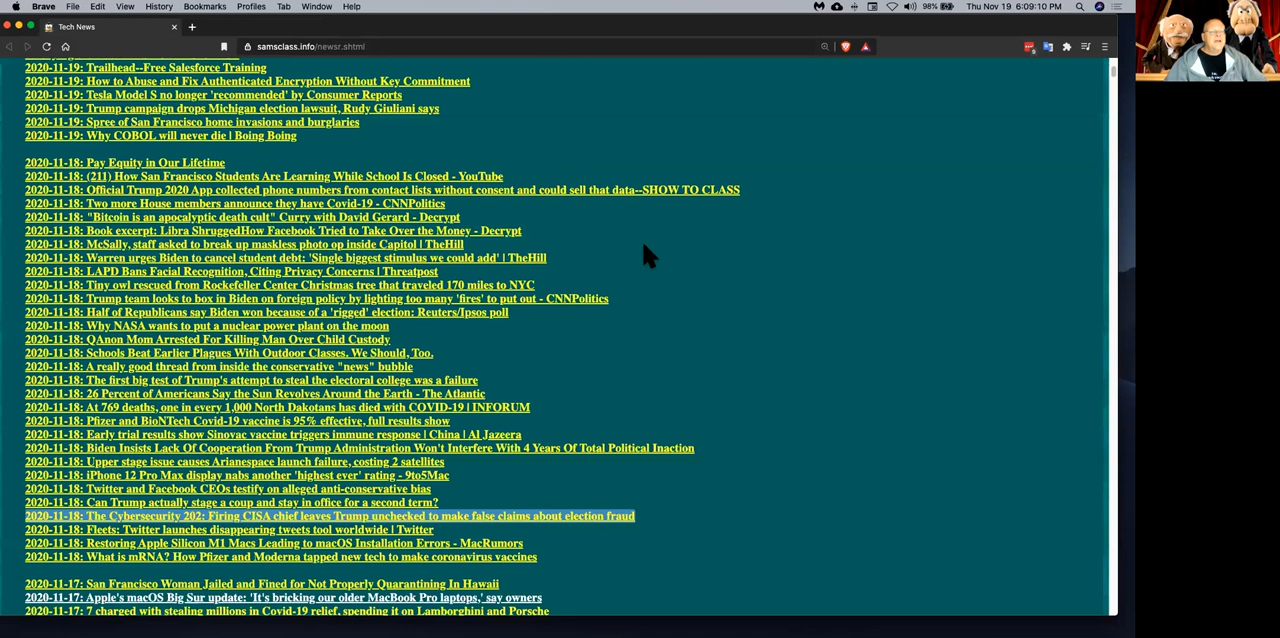 Brave File Edit View History Bookmarks Profiles Tab Window Help 98% Thu Nov 19 6:09:10 PM
Tech News
samsclass.info/newsr.shtml
2020-11-19: Trailhead--Free Salesforce Training
2020-11-19: How to Abuse and Fix Authenticated Encryption Without Key Commitment
2020-11-19: Tesla Model S no longer 'recommended' by Consumer Reports
2020-11-19: Trump campaign drops Michigan election lawsuit, Rudy Giuliani says
2020-11-19: Spree of San Francisco home invasions and burglaries
2020-11-19: Why COBOL will never die | Boing Boing
2020-11-18: Pay Equity in Our Lifetime
2020-11-18: (211) How San Francisco Students Are Learning While School Is Closed - YouTube
2020-11-18: Official Trump 2020 App collected phone numbers from contact lists without consent and could sell that data--SHOW TO CLASS
2020-11-18: Two more House members announce they have Covid-19 - CNNPolitics
2020-11-18: "Bitcoin is an apocalyptic death cult" Curry with David Gerard - Decrypt
2020-11-18: Book excerpt: Libra ShruggedHow Facebook Tried to Take Over the Money - Decrypt
2020-11-18: McSally, staff asked to break up maskless photo op inside Capitol | TheHill
2020-11-18: Warren urges Biden to cancel student debt: 'Single biggest stimulus we could add' | TheHill
2020-11-18: LAPD Bans Facial Recognition, Citing Privacy Concerns | Threatpost
2020-11-18: Tiny owl rescued from Rockefeller Center Christmas tree that traveled 170 miles to NYC
2020-11-18: Trump team looks to box in Biden on foreign policy by lighting too many 'fires' to put out - CNNPolitics
2020-11-18: Half of Republicans say Biden won because of a 'rigged' election: Reuters/Ipsos poll
2020-11-18: Why NASA wants to put a nuclear power plant on the moon
2020-11-18: QAnon Mom Arrested For Killing Man Over Child Custody
2020-11-18: Schools Beat Earlier Plagues With Outdoor Classes. We Should, Too.
2020-11-18: A really good thread from inside the conservative "news" bubble
2020-11-18: The first big test of Trump's attempt to steal the electoral college was a failure
2020-11-18: 26 Percent of Americans Say the Sun Revolves Around the Earth - The Atlantic
2020-11-18: At 769 deaths, one in every 1,000 North Dakotans has died with COVID-19 | INFORUM
2020-11-18: Pfizer and BioNTech Covid-19 vaccine is 95% effective, full results show
2020-11-18: Early trial results show Sinovac vaccine triggers immune response | China | Al Jazeera
2020-11-18: Biden Insists Lack Of Cooperation From Trump Administration Won't Interfere With 4 Years Of Total Political Inaction
2020-11-18: Upper stage issue causes Arianespace launch failure, costing 2 satellites
2020-11-18: iPhone 12 Pro Max display nabs another 'highest ever' rating - 9to5Mac
2020-11-18: Twitter and Facebook CEOs testify on alleged anti-conservative bias
2020-11-18: Can Trump actually stage a coup and stay in office for a second term?
2020-11-18: The Cybersecurity 202: Firing CISA chief leaves Trump unchecked to make false claims about election fraud
2020-11-18: Fleets: Twitter launches disappearing tweets tool worldwide | Twitter
2020-11-18: Restoring Apple Silicon M1 Macs Leading to macOS Installation Errors - MacRumors
2020-11-18: What is mRNA? How Pfizer and Moderna tapped new tech to make coronavirus vaccines
2020-11-17: San Francisco Woman Jailed and Fined for Not Properly Quarantining In Hawaii
2020-11-17: Apple's macOS Big Sur update: 'It's bricking our older MacBook Pro laptops,' say owners
2020-11-17: 7 charged with stealing millions in Covid-19 relief, spending it on Lamborghini and Porsche